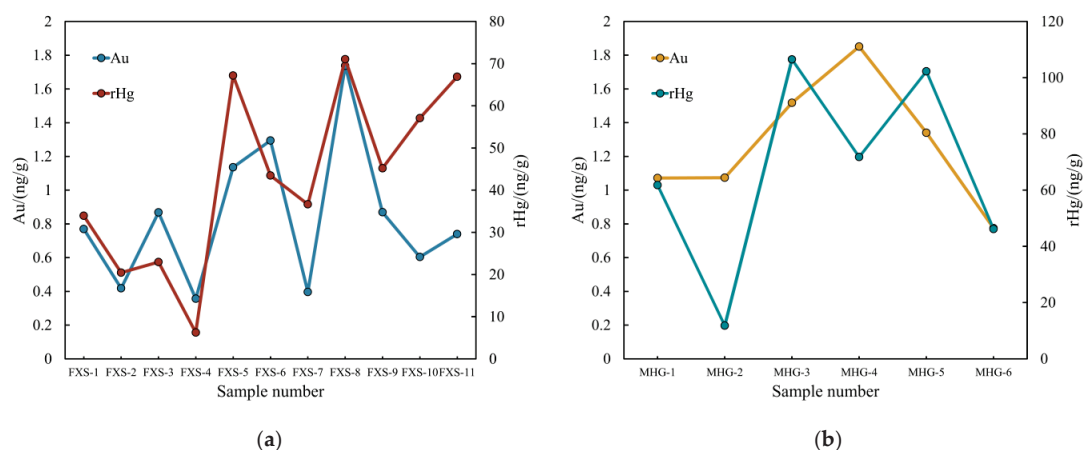 2
1.8
1.6
1.4
1.2
1
0.8
0.6
0.4
0.2
0
Au/(ng/g)
Au
rHg
80
70
60
50
40
30
20
10
0
rHg/(ng/g)
FXS-1 FXS-2 FXS-3 FXS-4 FXS-5 FXS-6 FXS-7 FXS-8 FXS-9 FXS-10 FXS-11
Sample number
(a)
2
1.8
1.6
1.4
1.2
1
0.8
0.6
0.4
0.2
0
Au/(ng/g)
Au
rHg
120
100
80
60
40
20
0
rHg/(ng/g)
MHG-1 MHG-2 MHG-3 MHG-4 MHG-5 MHG-6
Sample number
(b)